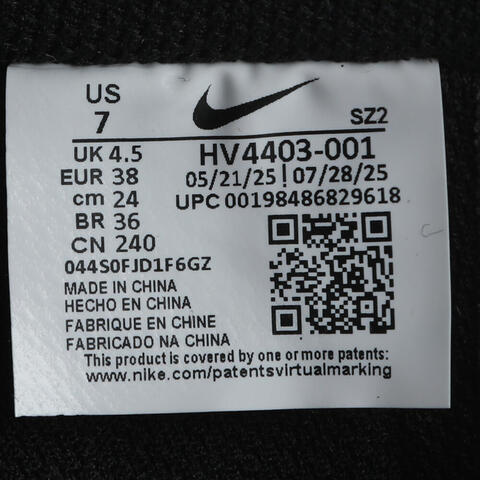 US
7
SZ2
UK 4.5
HV4403-001
EUR 38
05/21/25 | 07/28/25
cm 24
UPC 00198486829618
BR 36
CN 240
044S0FJD1F6GZ
MADE IN CHINA
HECHO EN CHINA
FABRIQUE EN CHINE
FABRICADO NA CHINA
This product is covered by one or more patents:
www.nike.com/patentsvirtualmarking